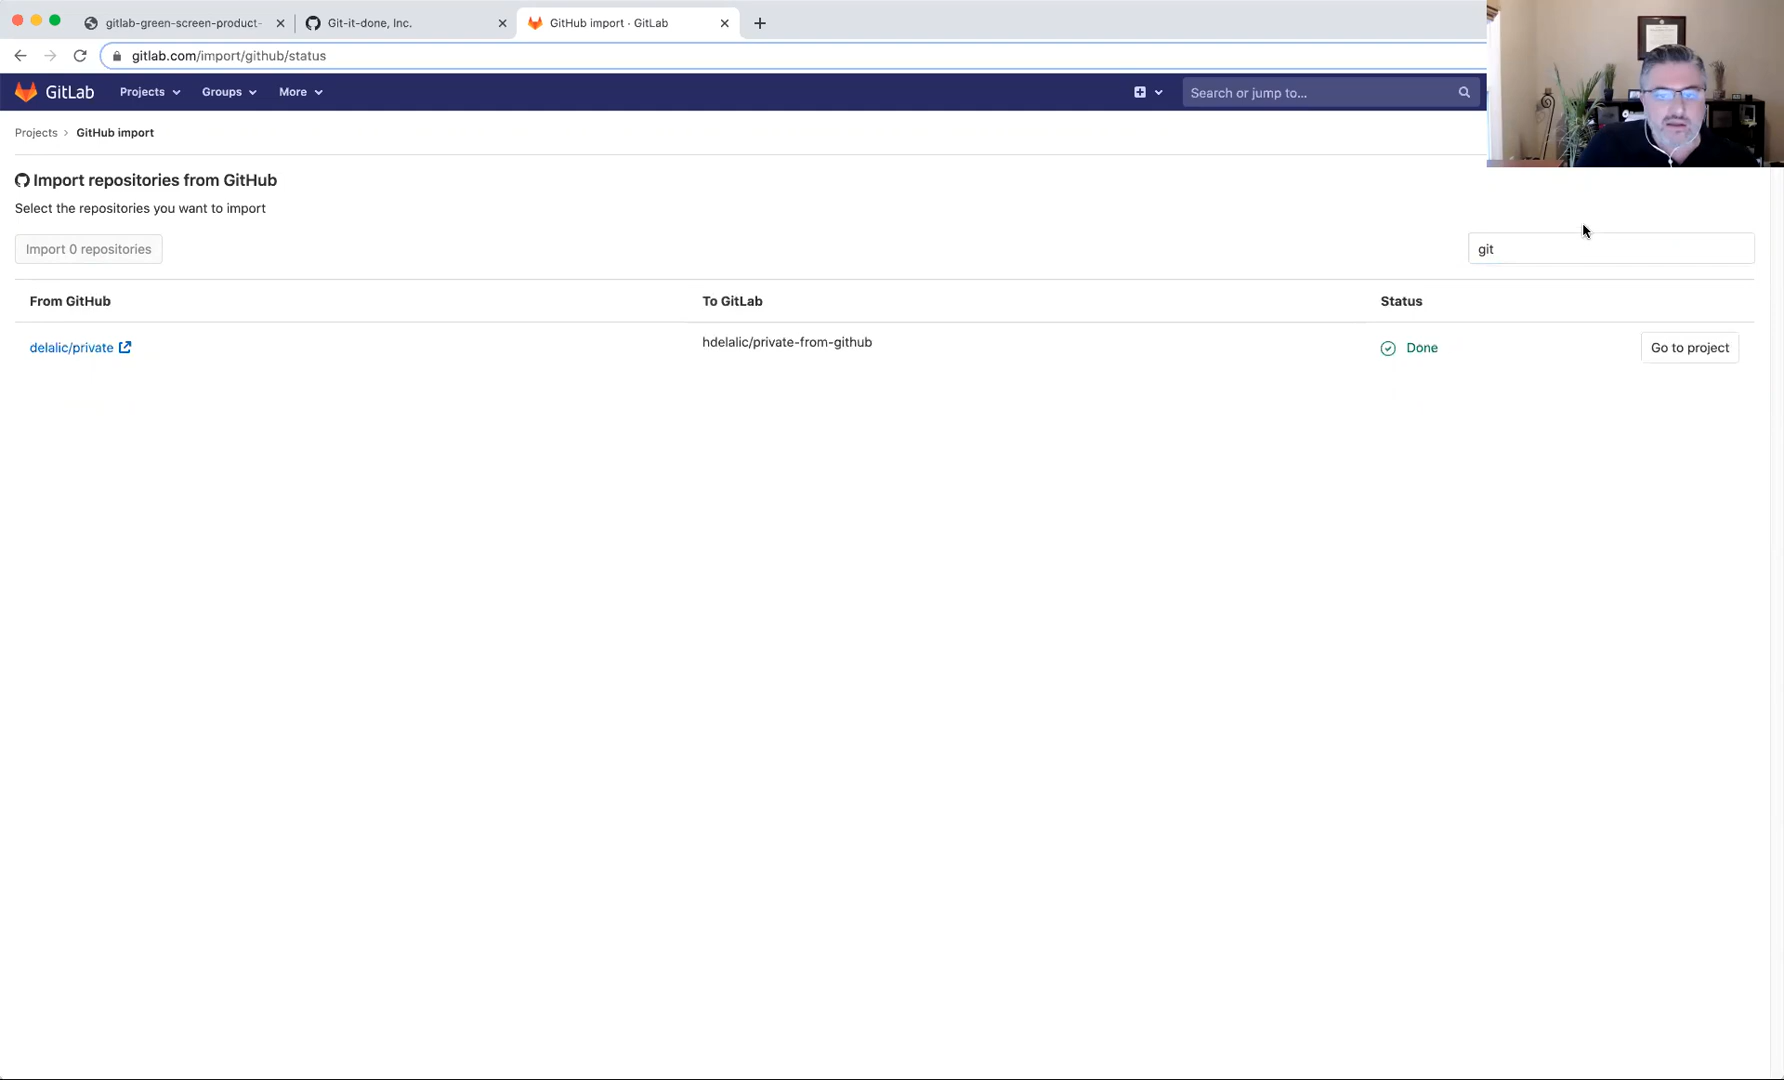 gitlab-green-screen-product-
Git-it-done, Inc.
GitHub import · GitLab
gitlab.com/import/github/status
GitLab
Projects
Groups
More
Search or jump to...
Projects > GitHub import
Import repositories from GitHub
Select the repositories you want to import
Import 0 repositories
git
From GitHub
To GitLab
Status
delalic/private
hdelalic/private-from-github
Done
Go to project